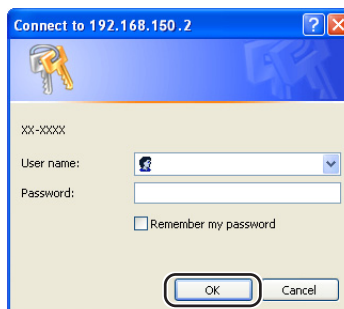 Connect to 192.168.150.2
XX-XXXX
User name:
Password:
Remember my password
OK Cancel